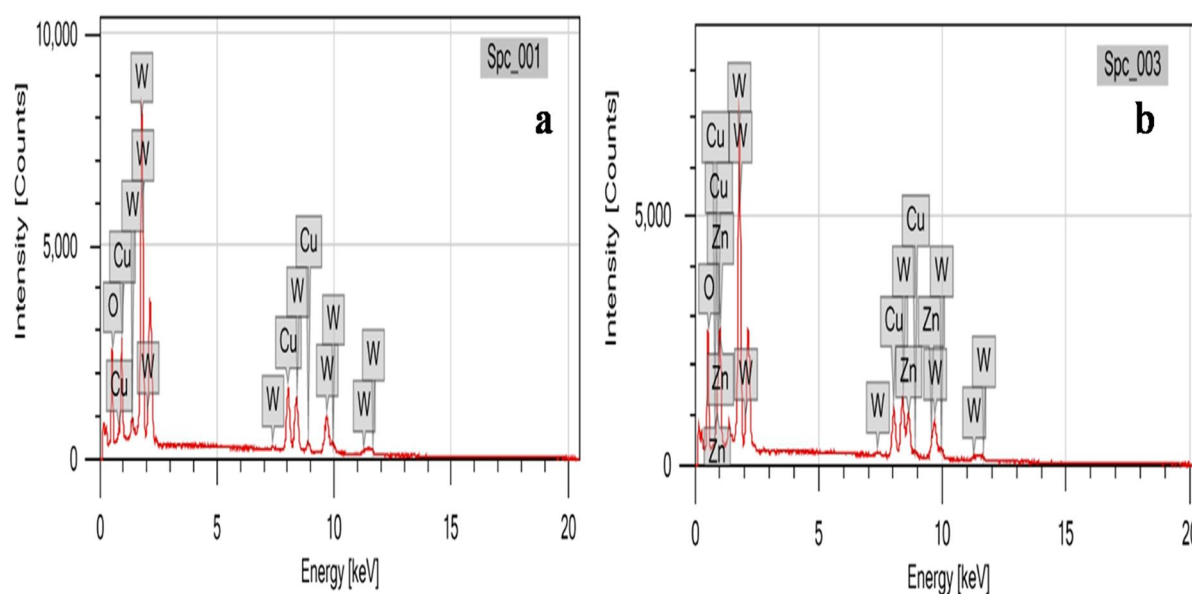 Intensity [Counts]
10,000
5,000
0
Spc_001
a
W
W
W
Cu
O
Cu
W
Cu
W
Cu
W
W
W
W
W
0 5 10 15 20
Energy [keV]
Intensity [Counts]
5,000
0
Spc_003
b
W
Cu
W
Cu
Zn
O
Zn
W
Zn
Cu
W
W
Cu
Zn
Zn
W
W
W
W
0 5 10 15 20
Energy [keV]